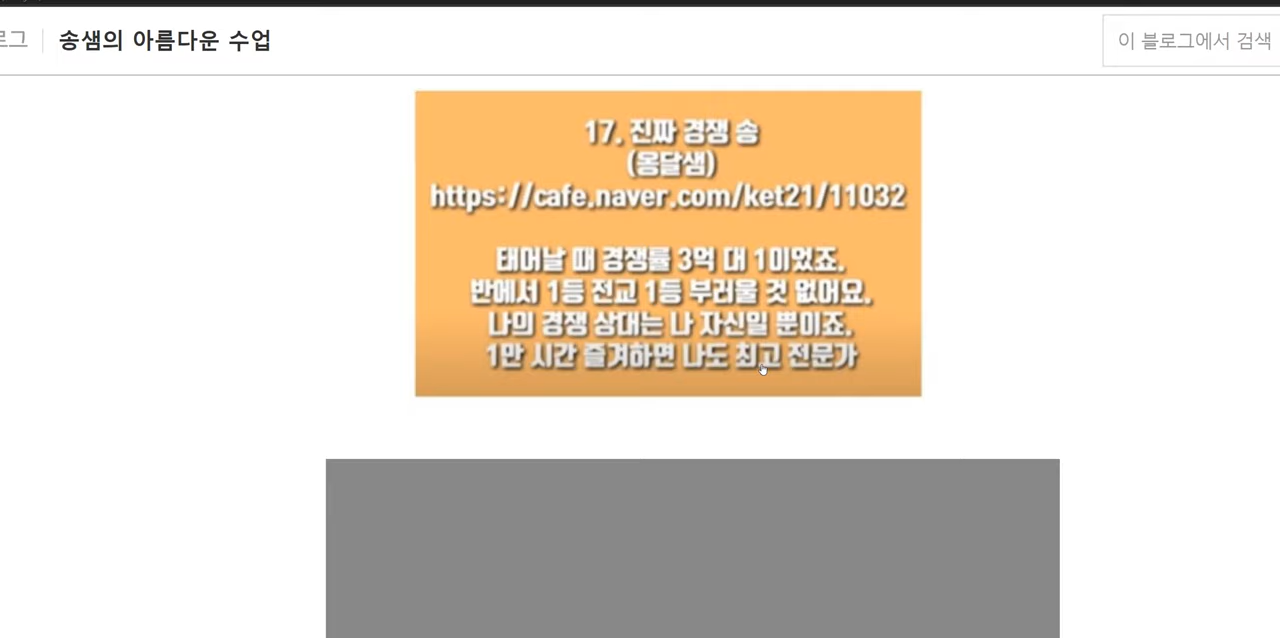 로그
송샘의 아름다운 수업
이 블로그에서 검색
17. 진짜 경쟁 송
(옹달샘)
https://cafe.naver.com/ket21/11032
태어날 때 경쟁률 3억 대 1이었죠.
반에서 1등 전교 1등 부러울 것 없어요.
나의 경쟁 상대는 나 자신일 뿐이죠.
1만 시간 즐겨하면 나도 최고 전문가